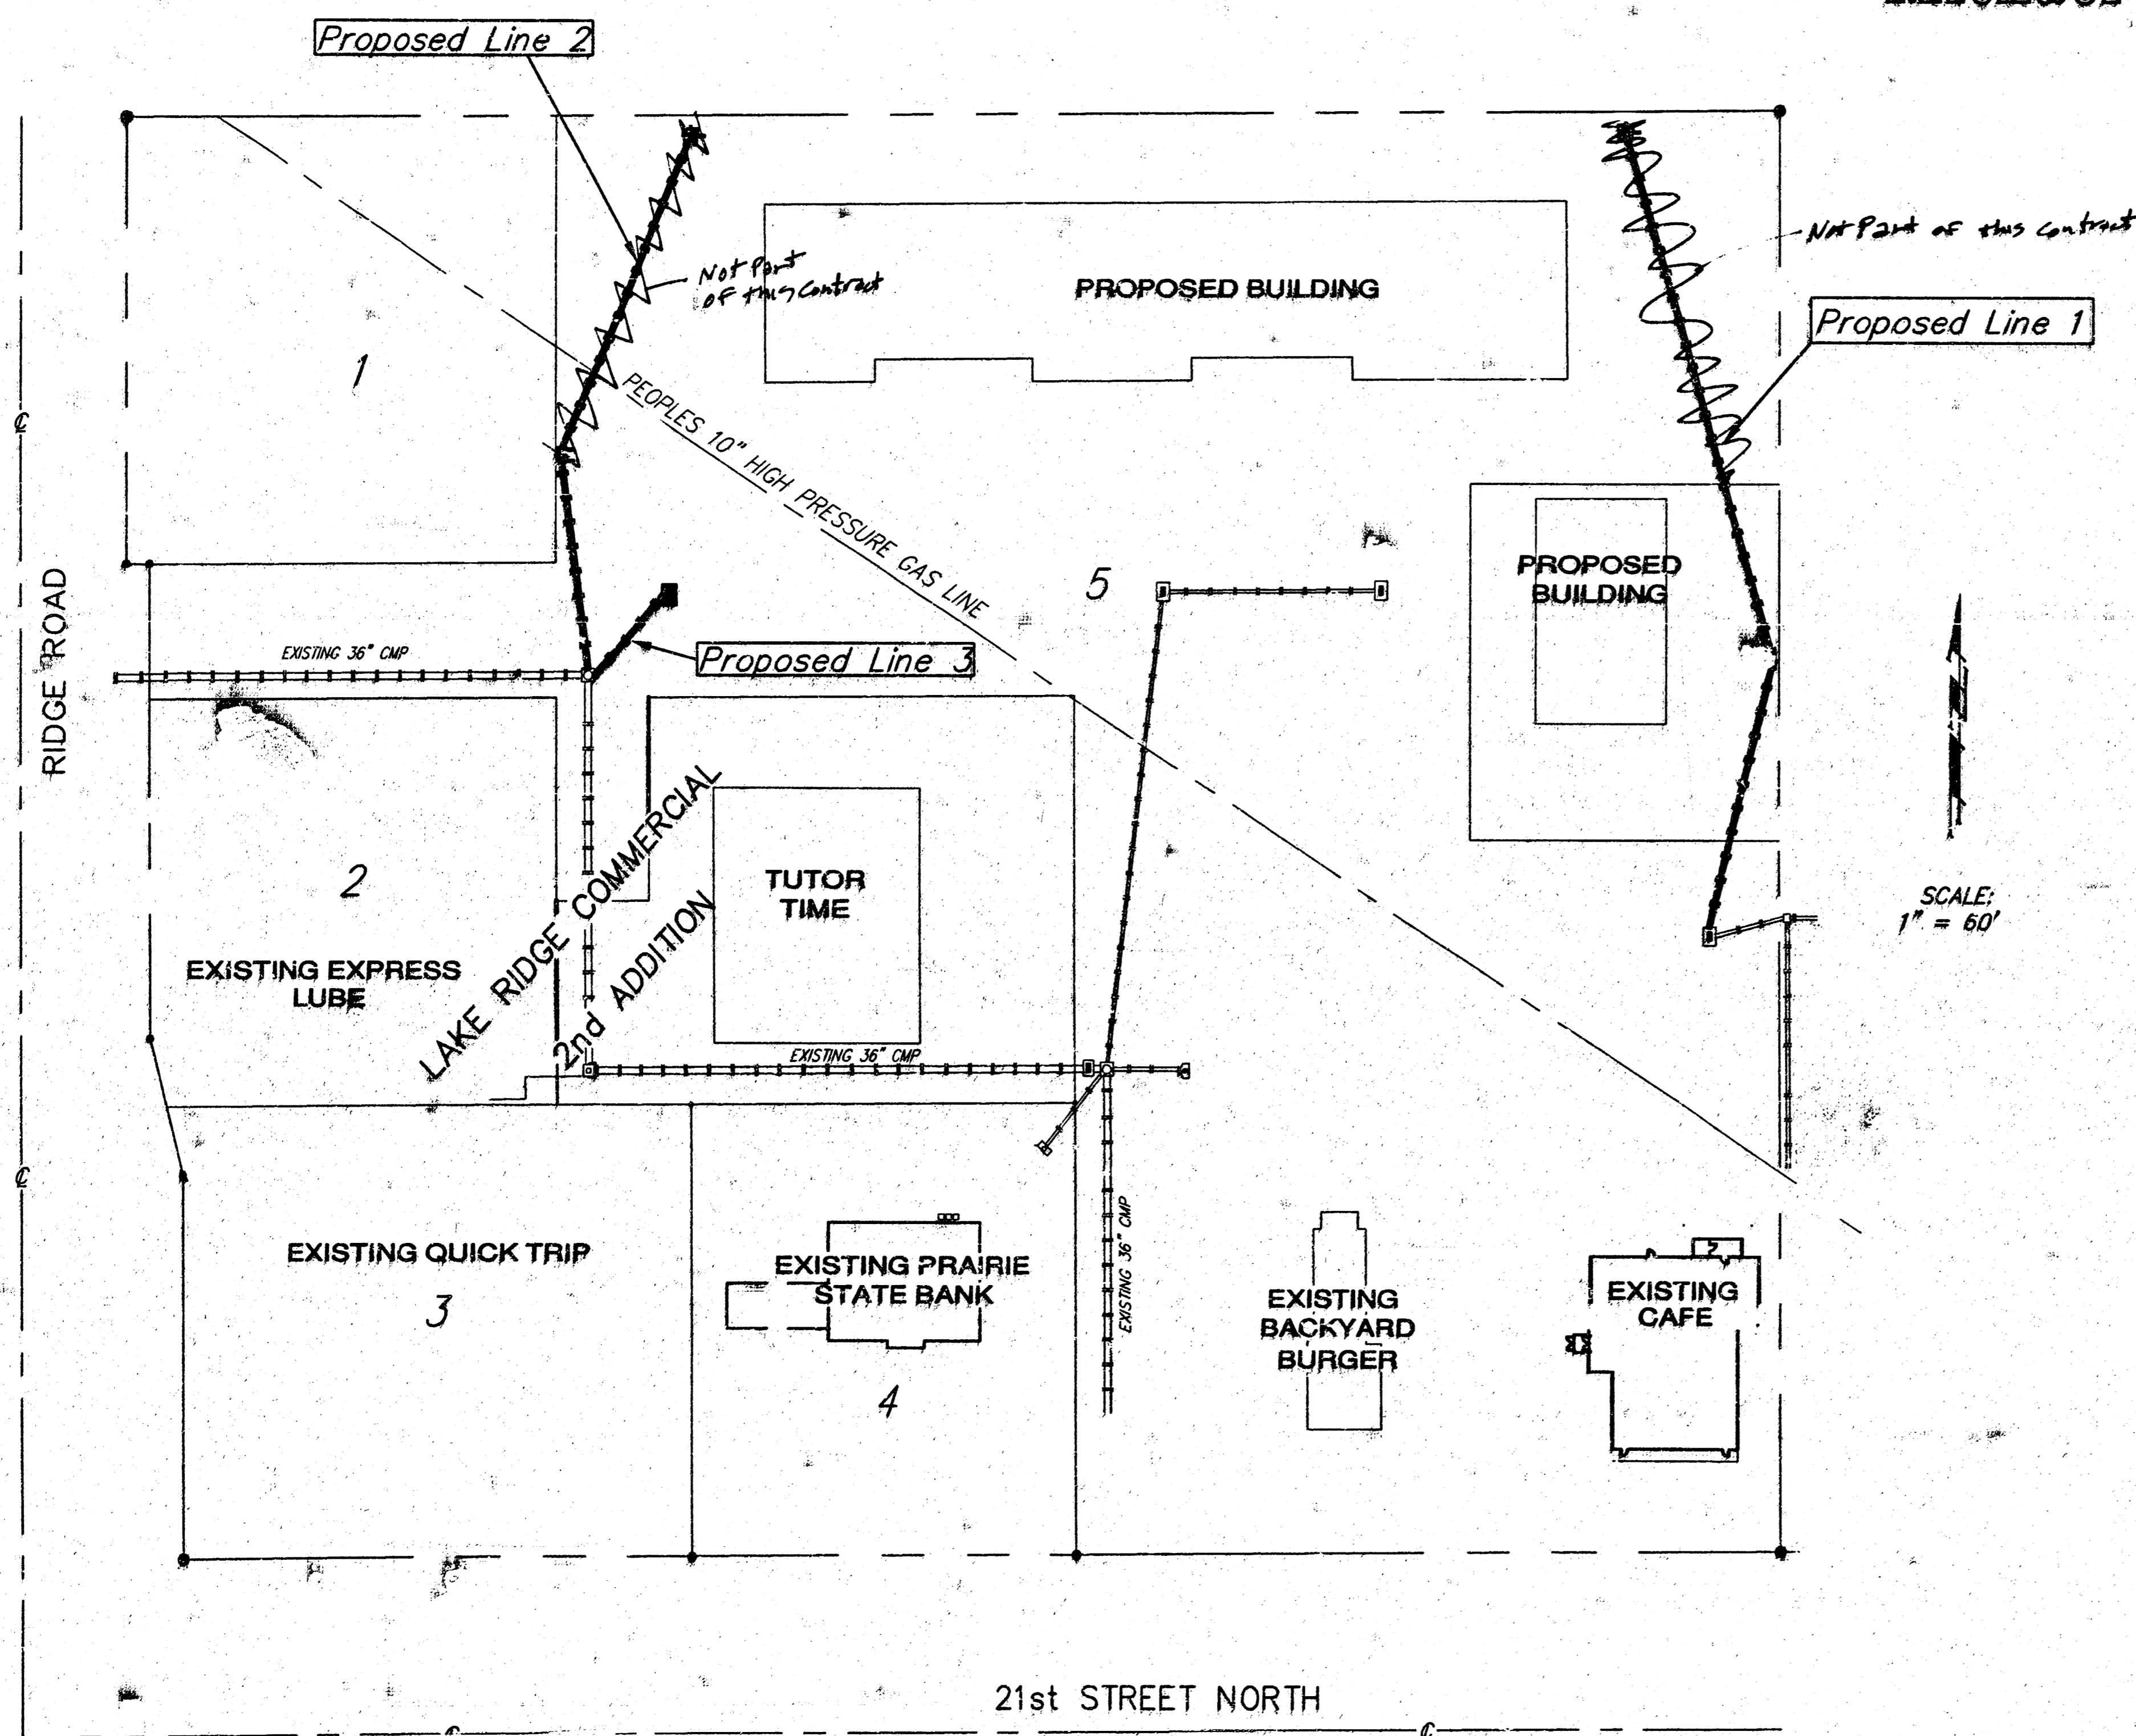 Proposed Line 2
Not Part
of this Contract
PROPOSED BUILDING
Not Part of this Contract
Proposed Line 1
1
PEOPLES 10" HIGH PRESSURE GAS LINE
5
PROPOSED
BUILDING
RIDGE ROAD
EXISTING 36" CMP
Proposed Line 3
2
EXISTING EXPRESS
LUBE
LAKE RIDGE COMMERCIAL
2nd ADDITION
TUTOR
TIME
SCALE:
1" = 60'
EXISTING 36" CMP
EXISTING QUICK TRIP
3
EXISTING PRAIRIE
STATE BANK
4
EXISTING 36" CMP
EXISTING
BACKYARD
BURGER
EXISTING
CAFE
21st STREET NORTH